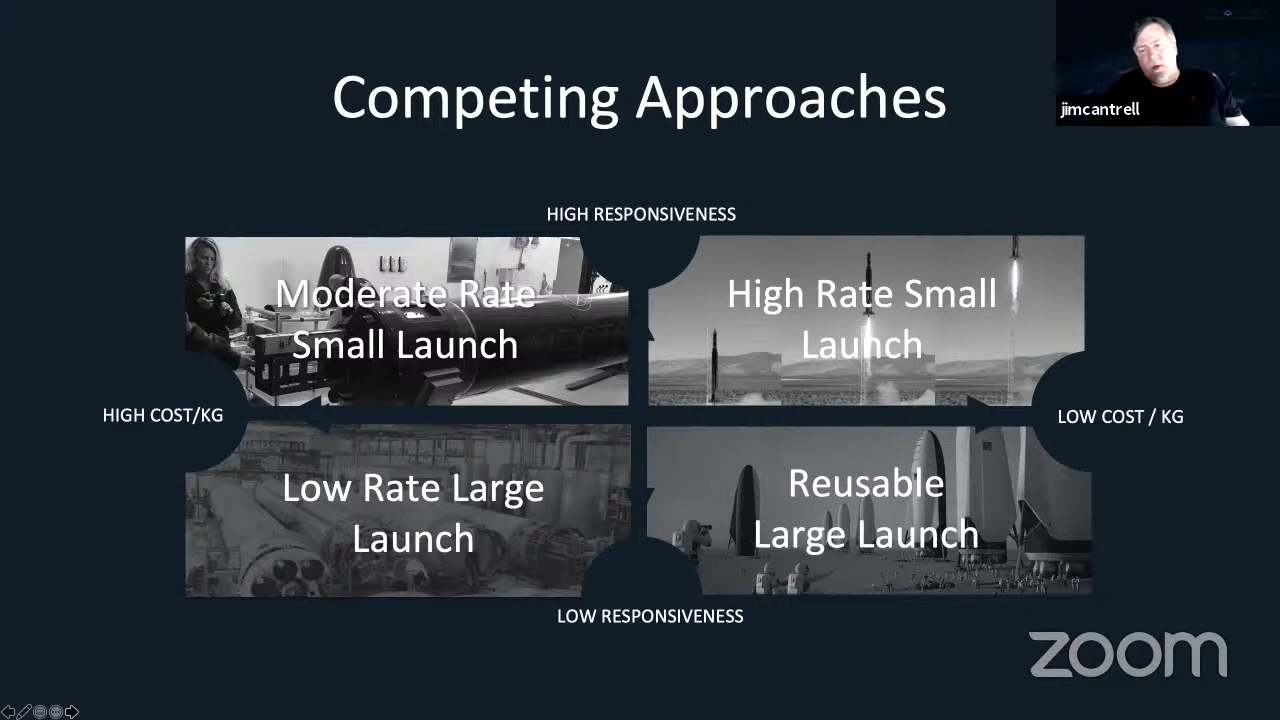 Competing Approaches
jimcantrell
HIGH RESPONSIVENESS
Moderate Rate
Small Launch
High Rate Small
Launch
HIGH COST/KG
LOW COST / KG
Low Rate Large
Launch
Reusable
Large Launch
LOW RESPONSIVENESS
zoom